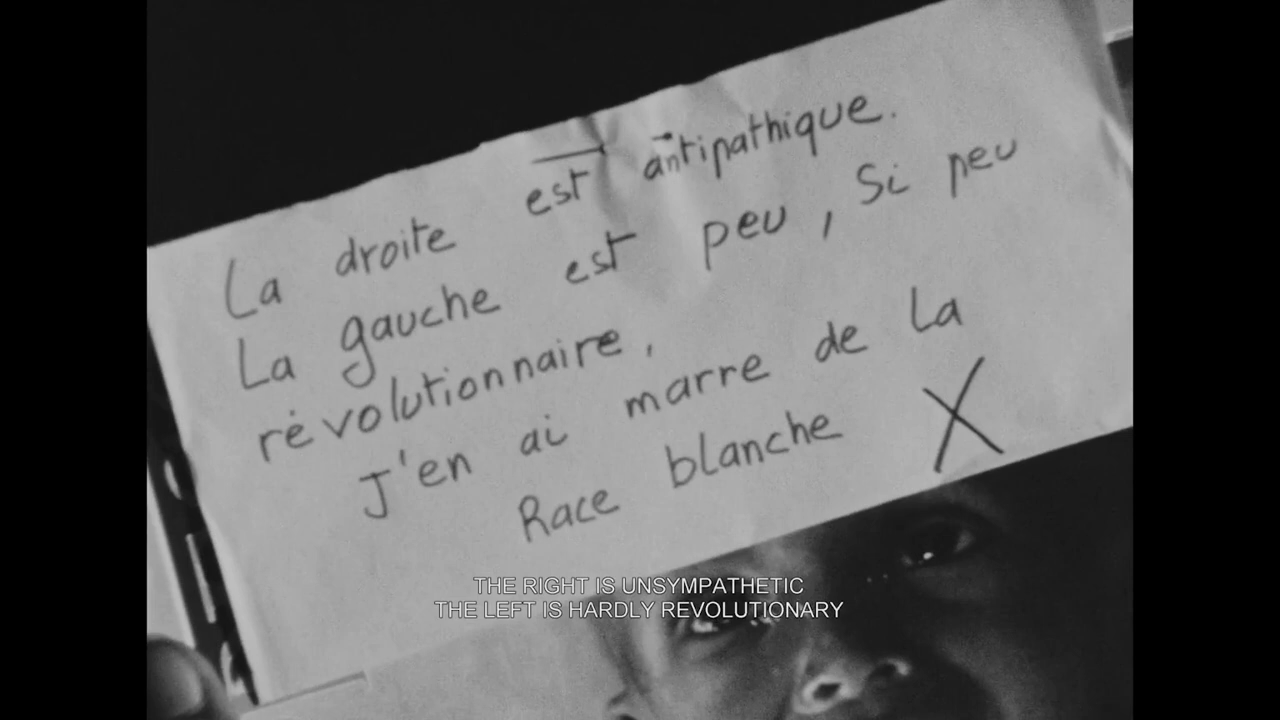 La droite est antipathique.
La gauche est peu, si peu
révolutionnaire,
J'en ai marre de la
Race blanche X
THE RIGHT IS UNSYMPATHETIC
THE LEFT IS HARDLY REVOLUTIONARY